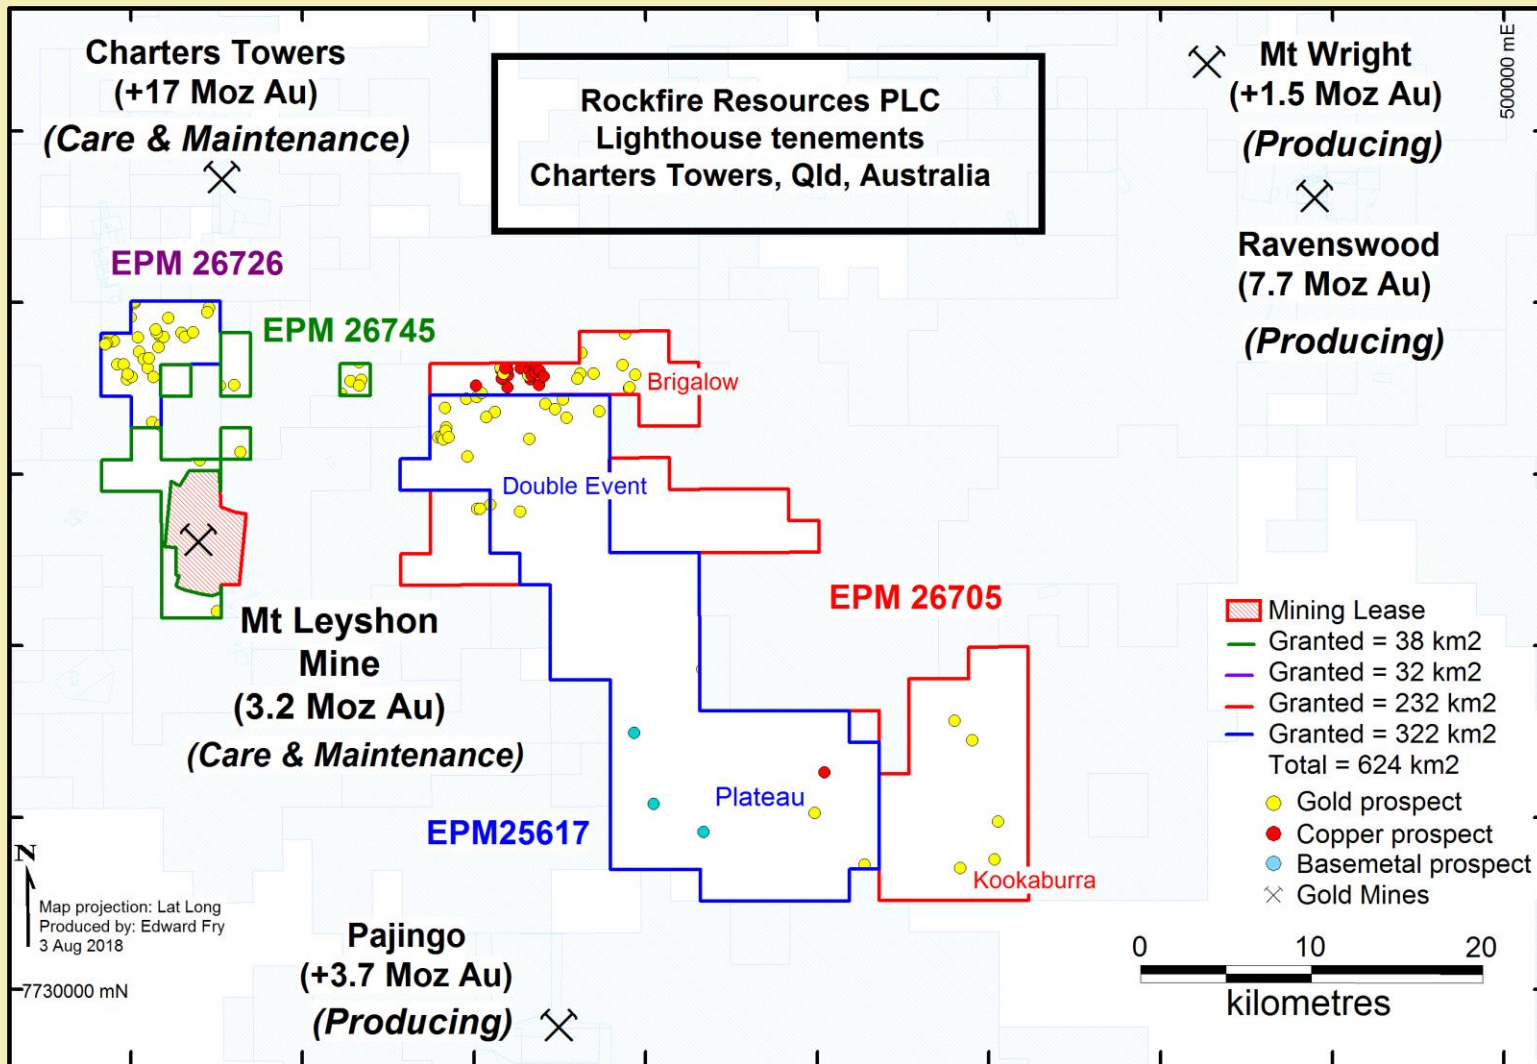 Charters Towers
(+17 Moz Au)
(Care & Maintenance)
Rockfire Resources PLC
Lighthouse tenements
Charters Towers, Qld, Australia
Mt Wright
(+1.5 Moz Au)
(Producing)
500000 mE
Ravenswood
(7.7 Moz Au)
(Producing)
EPM 26726
EPM 26745
Brigalow
Double Event
EPM 26705
Mt Leyshon
Mine
(3.2 Moz Au)
(Care & Maintenance)
Plateau
EPM25617
Kookaburra
Mining Lease
Granted = 38 km2
Granted = 32 km2
Granted = 232 km2
Granted = 322 km2
Total = 624 km2
Gold prospect
Copper prospect
Basemetal prospect
Gold Mines
N
Map projection: Lat Long
Produced by: Edward Fry
3 Aug 2018
7730000 mN
Pajingo
(+3.7 Moz Au)
(Producing)
0 10 20
kilometres